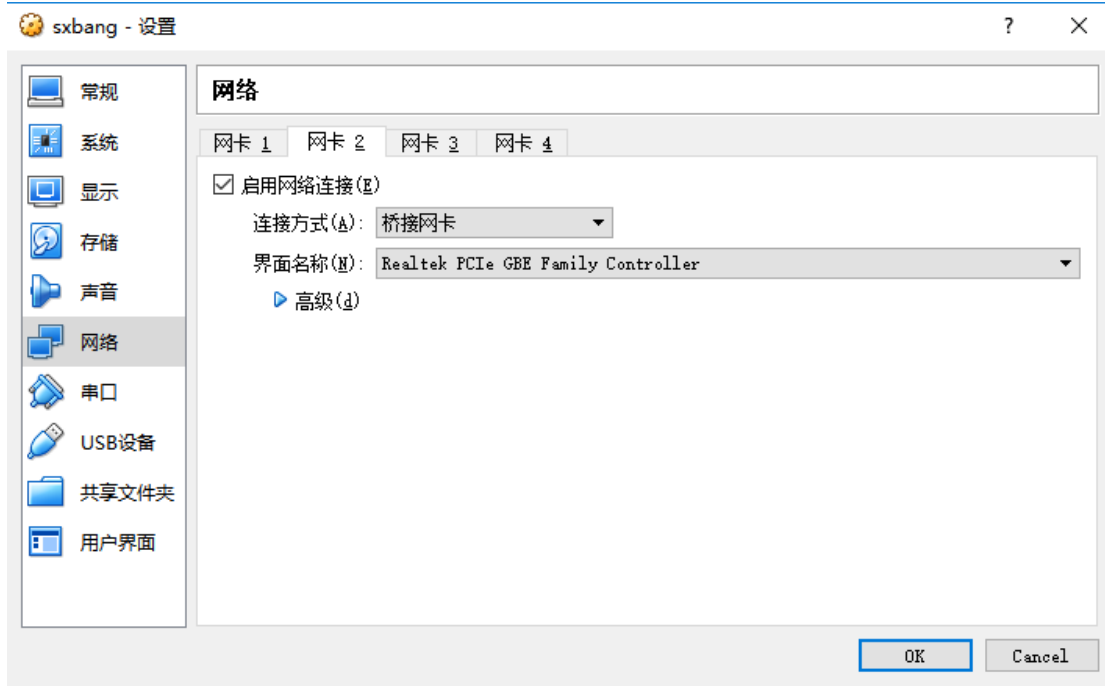 sxbang - 设置
?
常规
系统
显示
存储
声音
网络
串口
USB设备
共享文件夹
用户界面
网络
网卡 1
网卡 2
网卡 3
网卡 4
启用网络连接(E)
连接方式(A): 桥接网卡
界面名称(N): Realtek PCIe GBE Family Controller
高级(d)
OK
Cancel